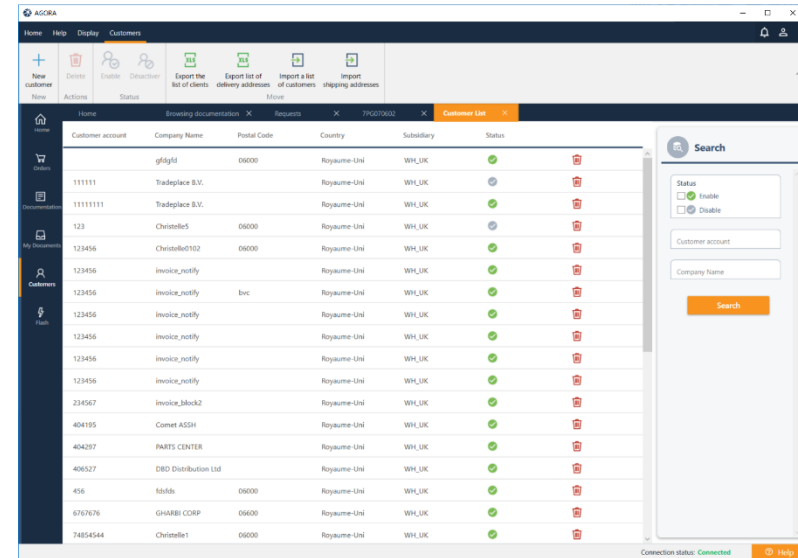 AGORA
Home Help Display Customers
New customer
Delete
Enable
Désactiver
Export the list of clients
Export list of delivery addresses
Import a list of customers
Import shipping addresses
New Actions Status Move
Home Browsing documentation Requests 7PG070602 Customer List
Home
Orders
Documentation
My Documents
Customers
Flash
Customer account Company Name Postal Code Country Subsidiary Status
gfdgfd 06000 Royaume-Uni WH_UK
111111 Tradeplace B.V. Royaume-Uni WH_UK
11111111 Tradeplace B.V. Royaume-Uni WH_UK
123 Christelle5 06000 Royaume-Uni WH_UK
123456 Christelle0102 06000 Royaume-Uni WH_UK
123456 invoice_notify Royaume-Uni WH_UK
123456 invoice_notify bvc Royaume-Uni WH_UK
123456 invoice_notify Royaume-Uni WH_UK
123456 invoice_notify Royaume-Uni WH_UK
123456 invoice_notify Royaume-Uni WH_UK
123456 invoice_notify Royaume-Uni WH_UK
234567 invoice_block2 Royaume-Uni WH_UK
404195 Comet ASSH Royaume-Uni WH_UK
404297 PARTS CENTER Royaume-Uni WH_UK
406527 DBD Distribution Ltd Royaume-Uni WH_UK
456 fdsfds 06000 Royaume-Uni WH_UK
6767676 GHARBI CORP 06600 Royaume-Uni WH_UK
74854544 Christelle1 06000 Royaume-Uni WH_UK
Search
Status
Enable
Disable
Customer account
Company Name
Search
Connection status: Connected
Help